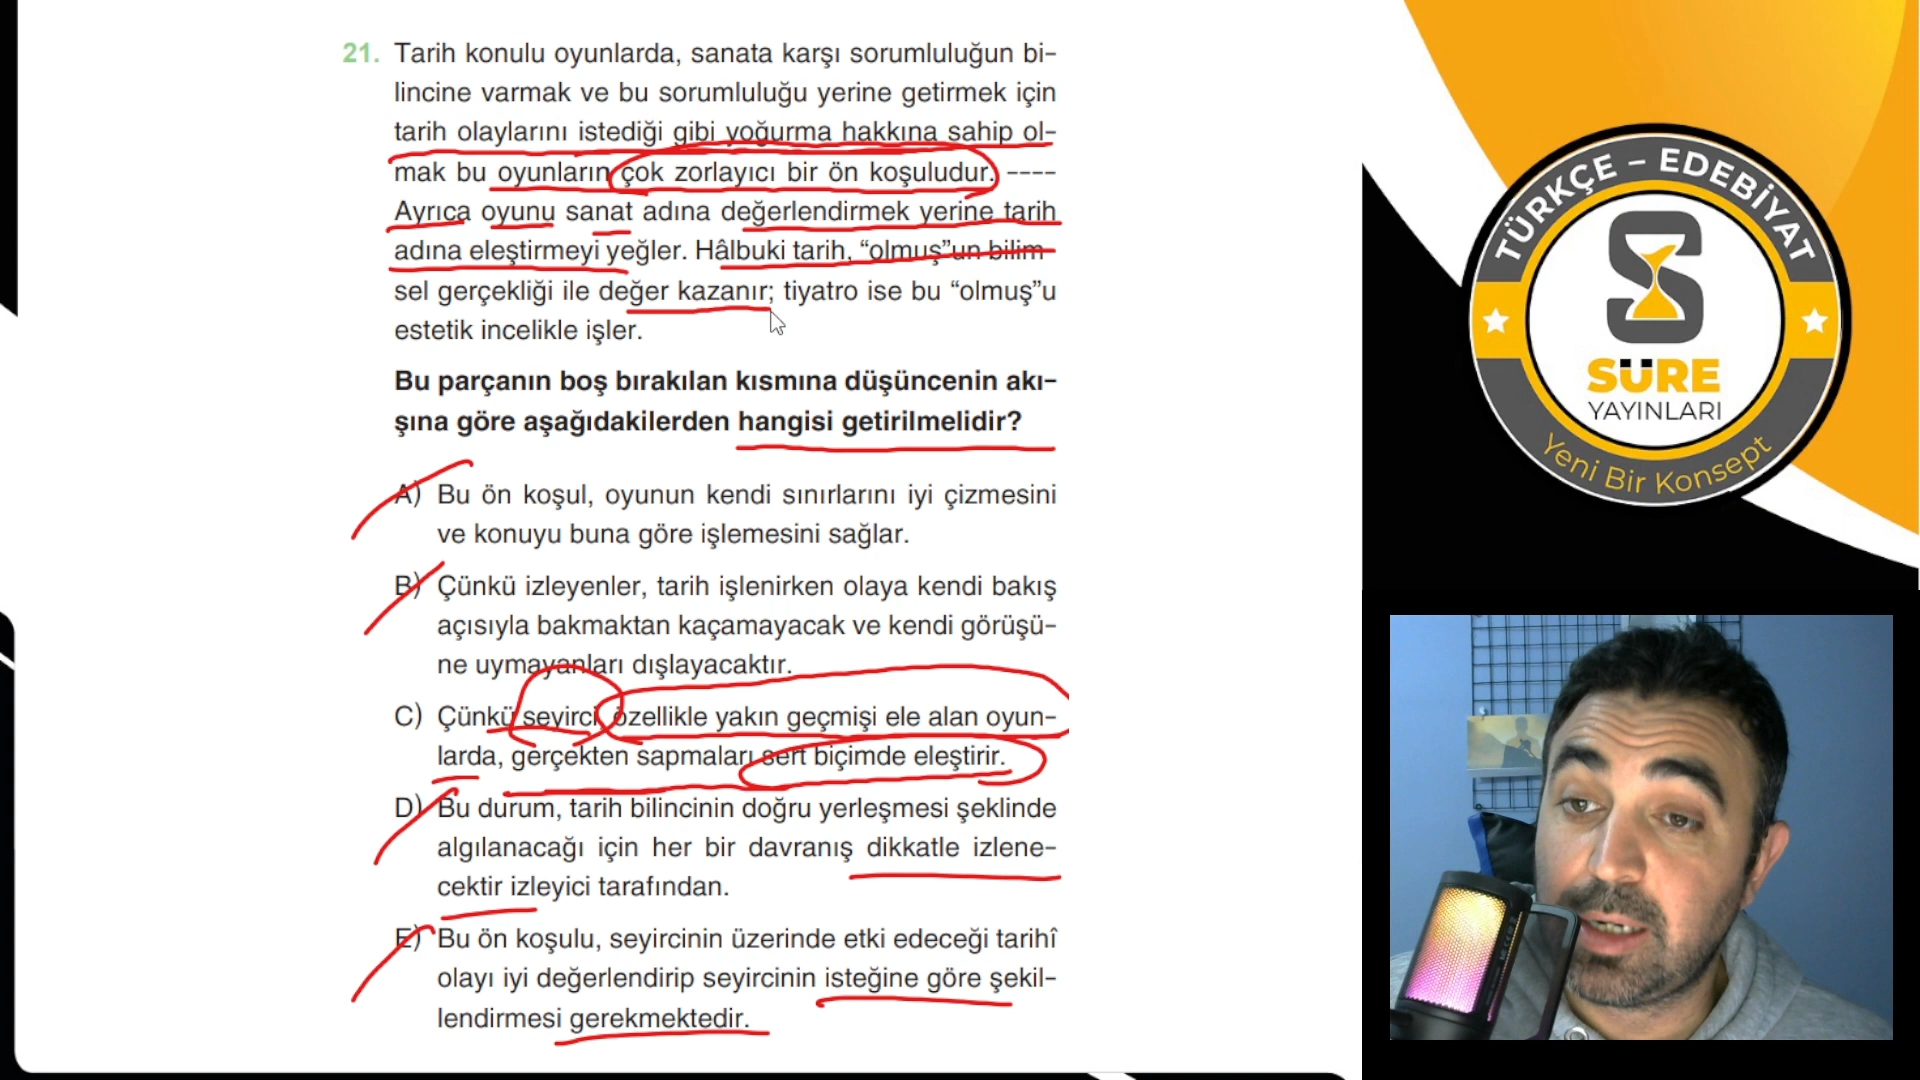 21. Tarih konulu oyunlarda, sanata karşı sorumluluğun bi-
lincine varmak ve bu sorumluluğu yerine getirmek için
tarih olaylarını istediği gibi yoğurma hakkına sahip ol-
mak bu oyunların çok zorlayıcı bir ön koşuludur. ----
Ayrıca oyunu sanat adına değerlendirmek yerine tarih
adına eleştirmeyi yeğler. Hâlbuki tarih, “olmuş”un bilim-
sel gerçekliği ile değer kazanır; tiyatro ise bu “olmuş”u
estetik incelikle işler.
Bu parçanın boş bırakılan kısmına düşüncenin akı-
şına göre aşağıdakilerden hangisi getirilmelidir?
A) Bu ön koşul, oyunun kendi sınırlarını iyi çizmesini
ve konuyu buna göre işlemesini sağlar.
B) Çünkü izleyenler, tarih işlenirken olaya kendi bakış
açısıyla bakmaktan kaçamayacak ve kendi görüşü-
ne uymayanları dışlayacaktır.
C) Çünkü seyirci, özellikle yakın geçmişi ele alan oyun-
larda, gerçekten sapmaları sert biçimde eleştirir.
D) Bu durum, tarih bilincinin doğru yerleşmesi şeklinde
algılanacağı için her bir davranış dikkatle izlene-
cektir izleyici tarafından.
E) Bu ön koşulu, seyircinin üzerinde etki edeceği tarihî
olayı iyi değerlendirip seyircinin isteğine göre şekil-
lendirmesi gerekmektedir.
TÜRKÇE – EDEBİYAT
SÜRE
YAYINLARI
Yeni Bir Konsept